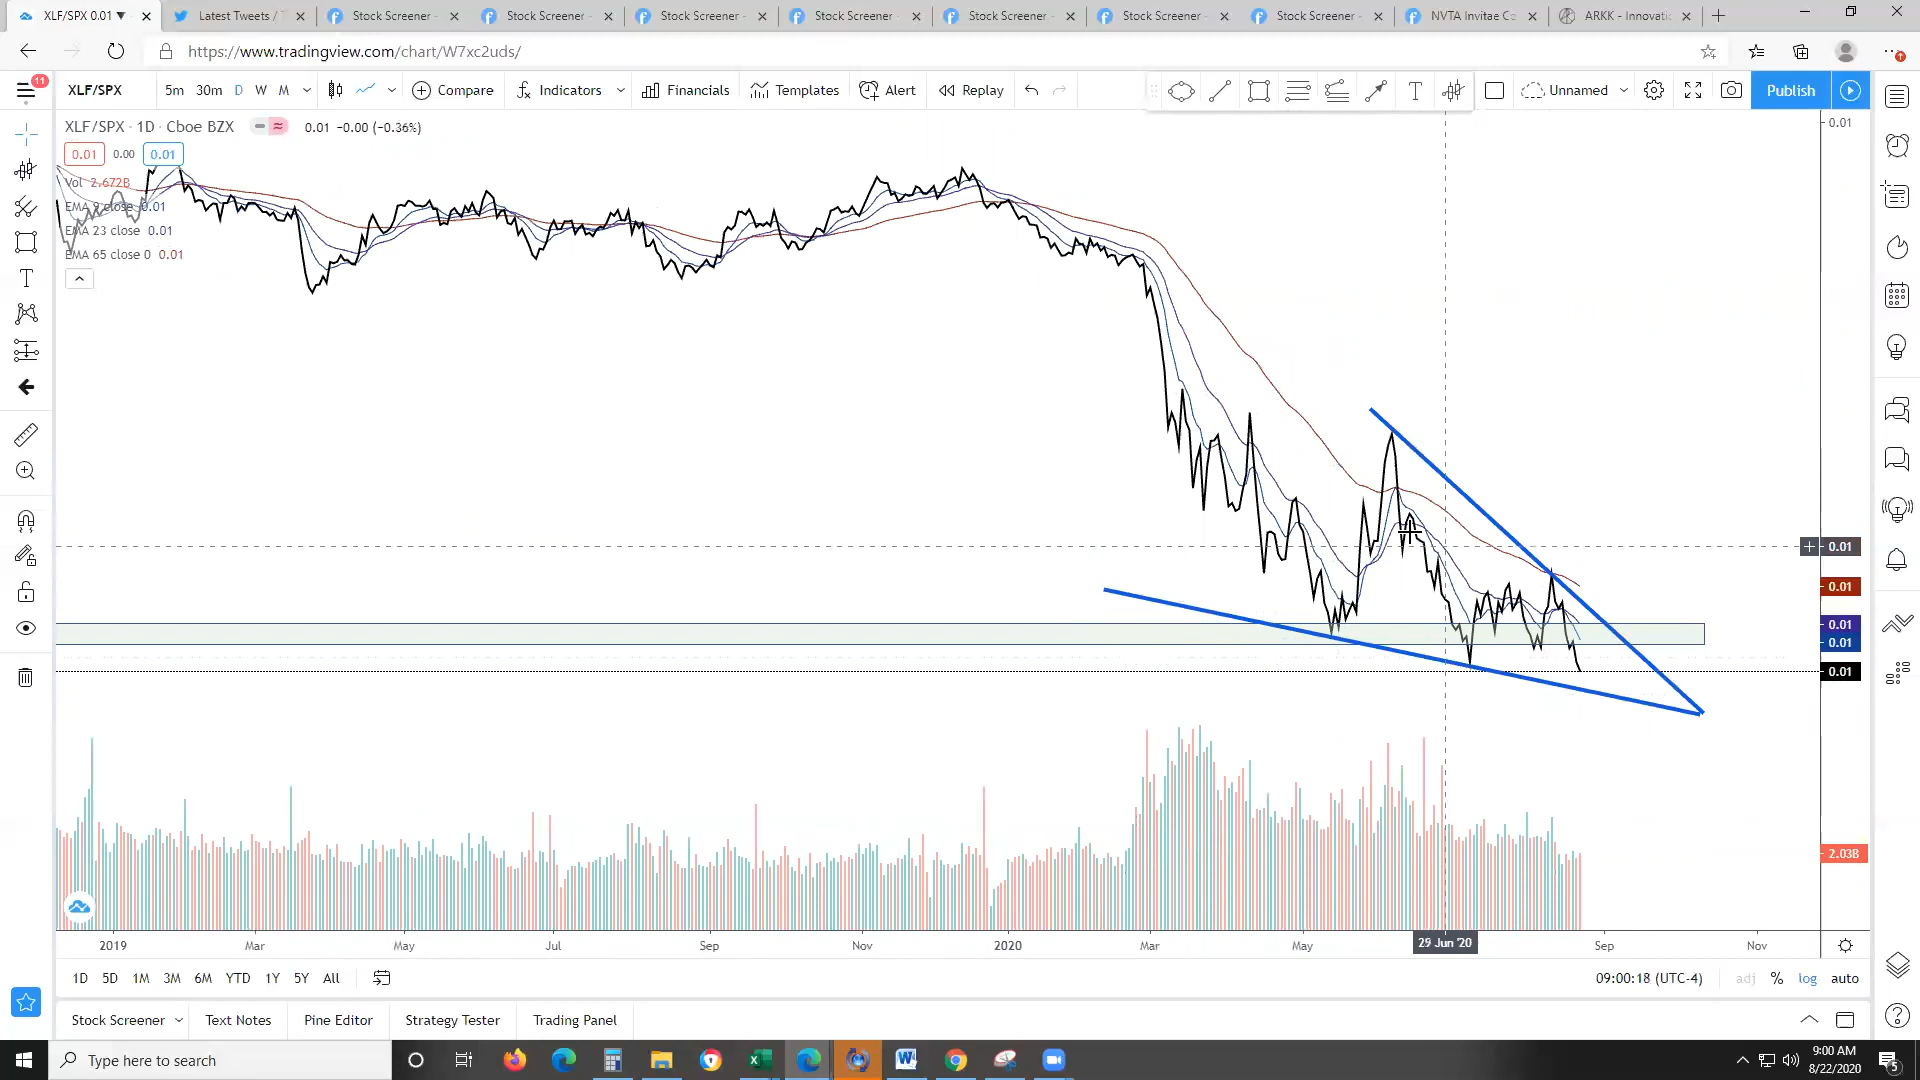 XLF/SPX 0.01 ▼
Latest Tweets / T
Stock Screener -
Stock Screener -
Stock Screener -
Stock Screener -
Stock Screener -
Stock Screener -
Stock Screener -
NVTA Invitae Co
ARKK - Innovati
https://www.tradingview.com/chart/W7xc2uds/
11
XLF/SPX
5m 30m D W M
Compare
Indicators
Financials
Templates
Alert
Replay
T
Unnamed
Publish
XLF/SPX · 1D · Cboe BZX
0.01 -0.00 (-0.36%)
0.01
0.01 0.00 0.01
Vol 2.672B
EMA 9 close 0.01
EMA 23 close 0.01
EMA 65 close 0 0.01
T
0.01
0.01
0.01
0.01
0.01
2.03B
2019 Mar May Jul Sep Nov 2020 Mar May 29 Jun '20 Sep Nov
1D 5D 1M 3M 6M YTD 1Y 5Y All
09:00:18 (UTC-4)
adj % log auto
Stock Screener
Text Notes
Pine Editor
Strategy Tester
Trading Panel
Type here to search
9:00 AM
8/22/2020
5